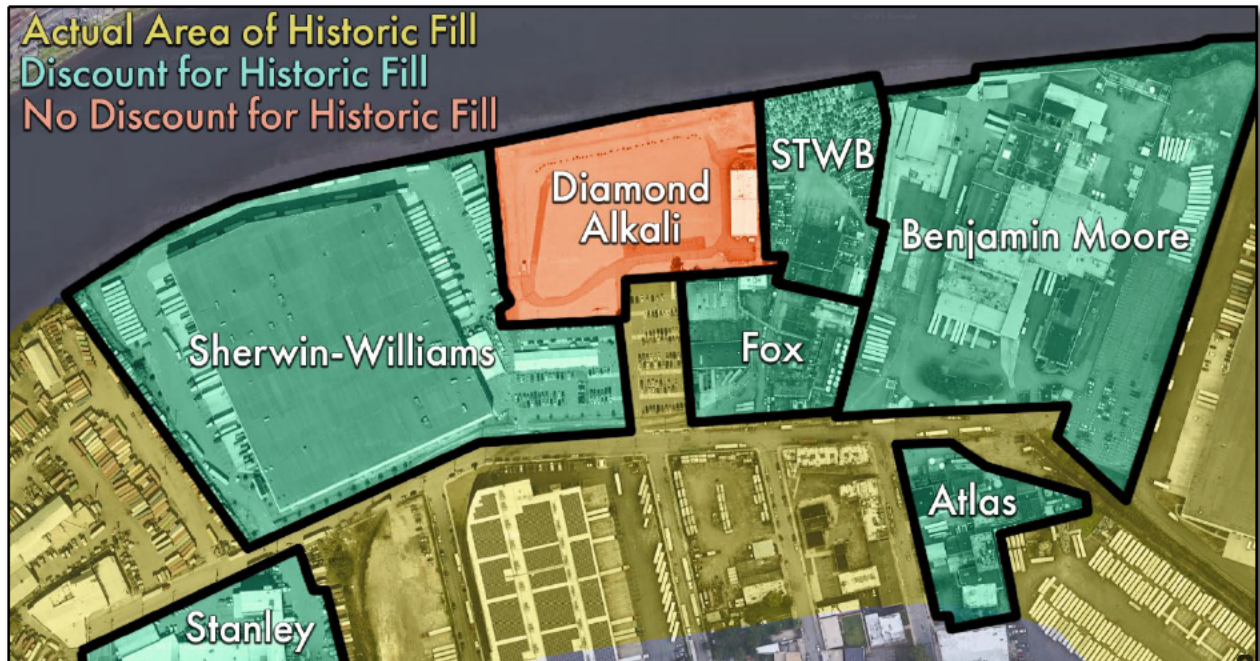 Actual Area of Historic Fill
Discount for Historic Fill
No Discount for Historic Fill
STWB
Diamond
Alkali
Benjamin Moore
Sherwin-Williams
Fox
Atlas
Stanley